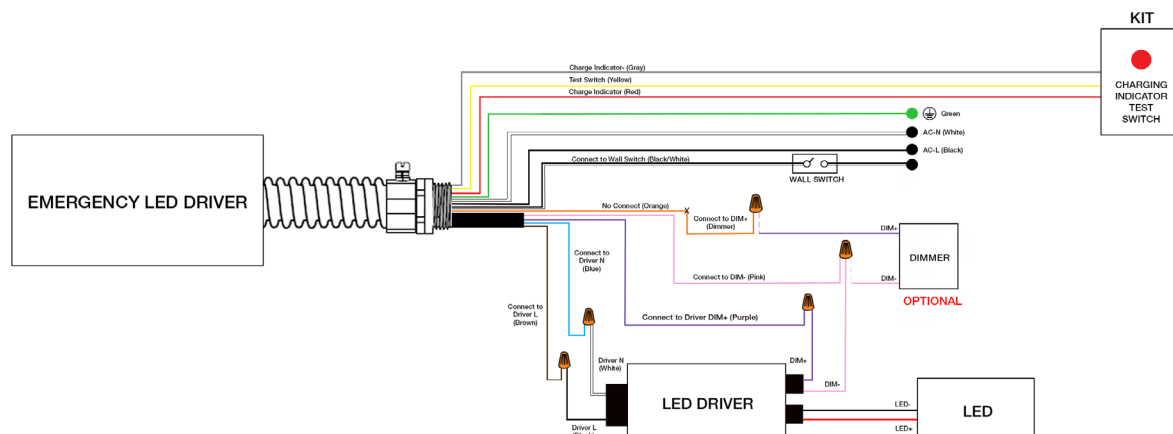 KIT
CHARGING
INDICATOR
TEST
SWITCH
Charge Indicator- (Gray)
Test Switch (Yellow)
Charge Indicator (Red)
Green
AC-N (White)
AC-L (Black)
Connect to Wall Switch (Black/White)
WALL SWITCH
EMERGENCY LED DRIVER
No Connect (Orange)
X
Connect to DIM+
(Dimmer)
DIM+
DIMMER
DIM-
OPTIONAL
Connect to
Driver N
(Blue)
Connect to DIM- (Pink)
Connect to
Driver L
(Brown)
Connect to Driver DIM+ (Purple)
Driver N
(White)
DIM+
DIM-
LED DRIVER
LED-
LED+
LED
Driver L